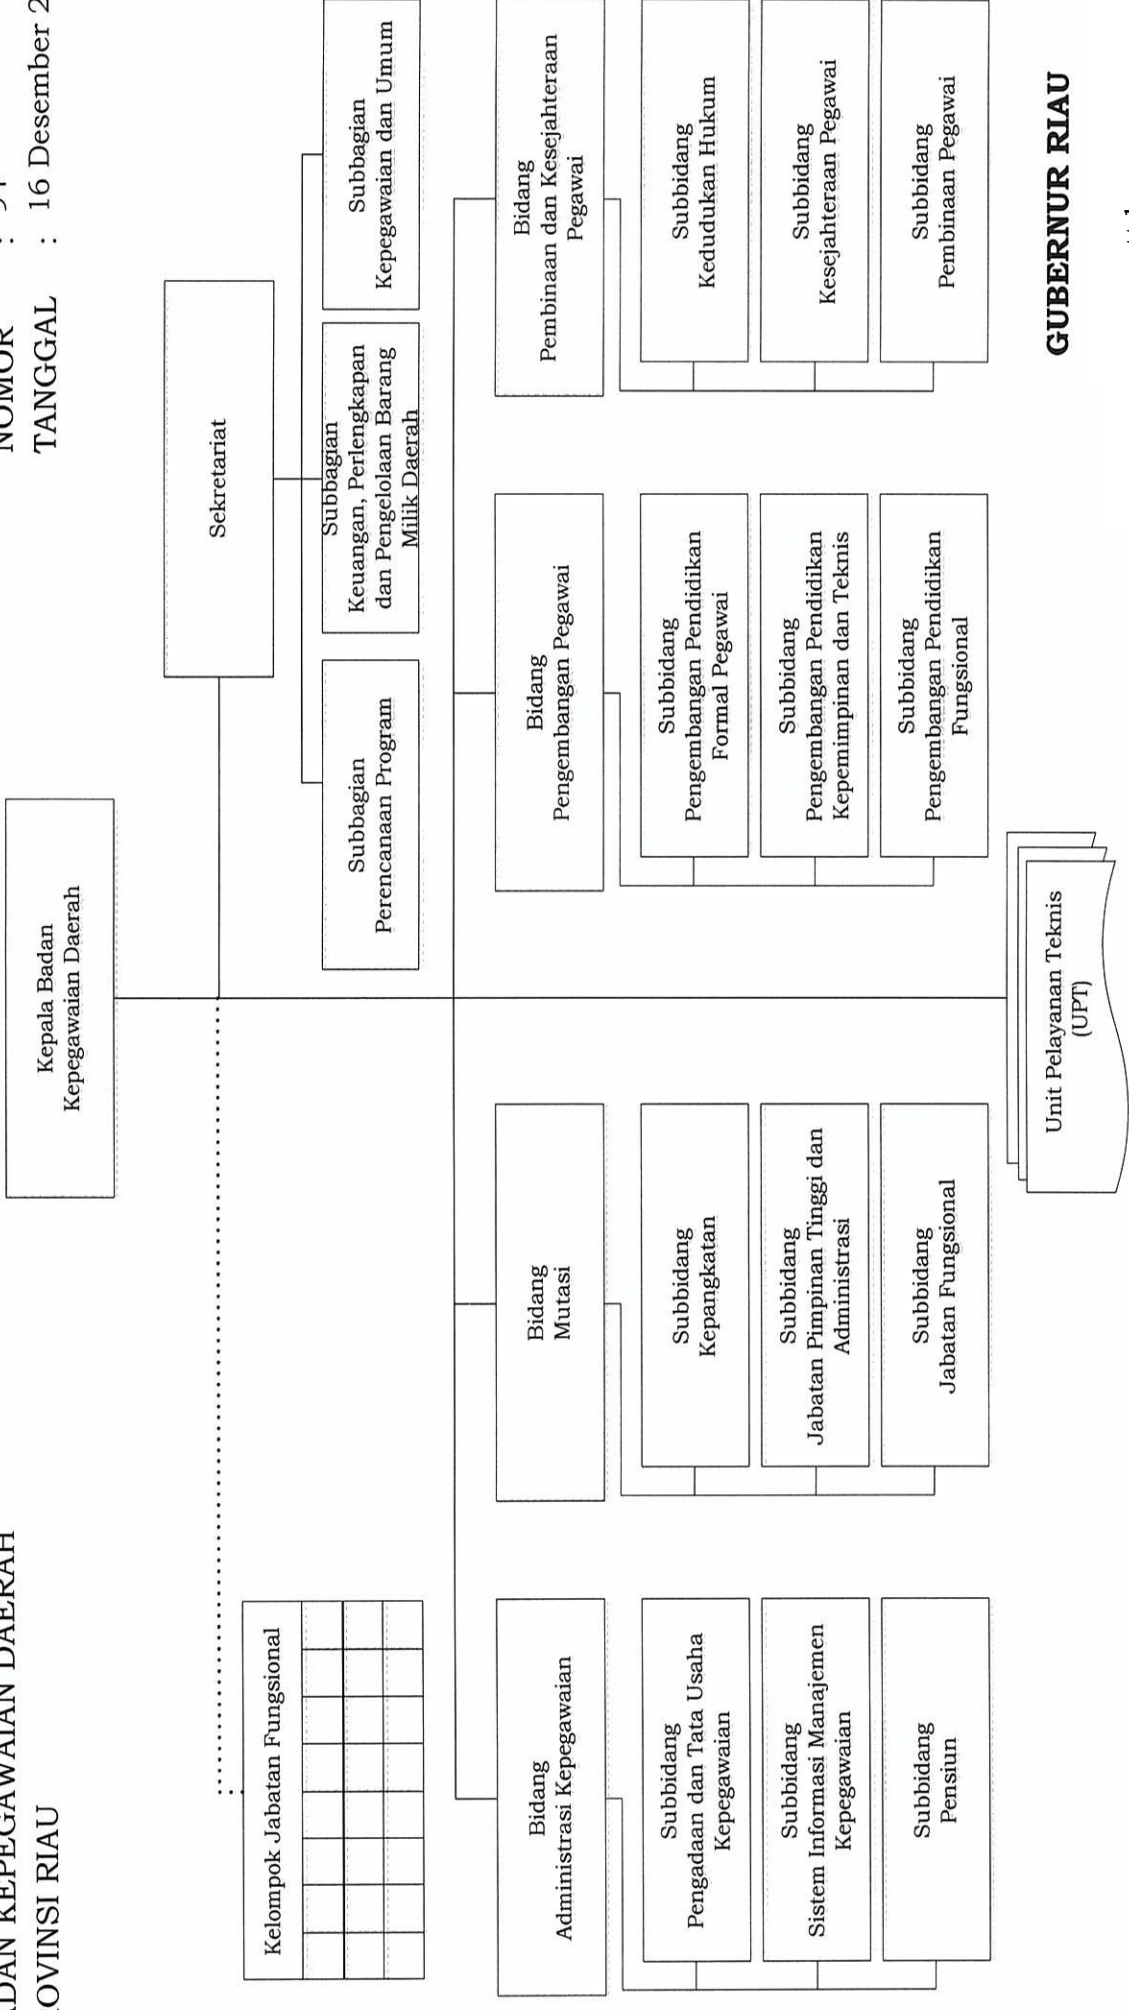 KEPEGAWAIAN DAERAH
RIAU
NOMOR :
TANGGAL : 16 Desember
Kepala Badan
Kepegawaian Daerah
Sekretariat
Kelompok Jabatan Fungsional
Subbagian
Perencanaan Program
Subbagian
Keuangan, Perlengkapan
dan Pengelolaan Barang
Milik Daerah
Subbagian
Kepegawaian dan Umum
Bidang
Administrasi Kepegawaian
Bidang
Mutasi
Bidang
Pengembangan Pegawai
Bidang
Pembinaan dan Kesejahteraan
Pegawai
Subbidang
Pengadaan dan Tata Usaha
Kepegawaian
Subbidang
Kepangkatan
Subbidang
Pengembangan Pendidikan
Formal Pegawai
Subbidang
Kedudukan Hukum
Subbidang
Sistem Informasi Manajemen
Kepegawaian
Subbidang
Jabatan Pimpinan Tinggi dan
Administrasi
Subbidang
Pengembangan Pendidikan
Kepemimpinan dan Teknis
Subbidang
Kesejahteraan Pegawai
Subbidang
Pensiun
Subbidang
Jabatan Fungsional
Subbidang
Pengembangan Pendidikan
Fungsional
Subbidang
Pembinaan Pegawai
Unit Pelayanan Teknis
(UPT)
GUBERNUR RIAU